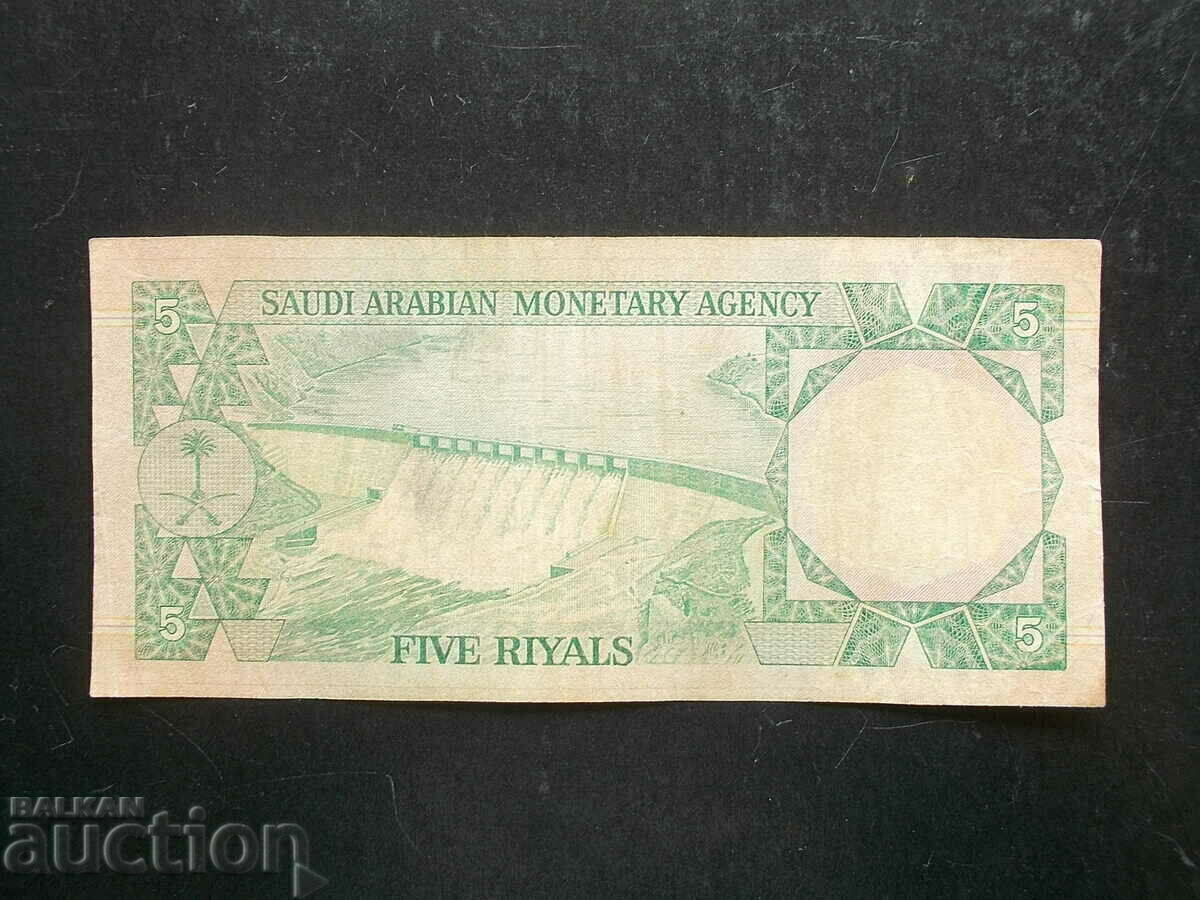 5 SAUDI ARABIAN MONETARY AGENCY 5
5 FIVE RIYALS 5
BALKAN
auction